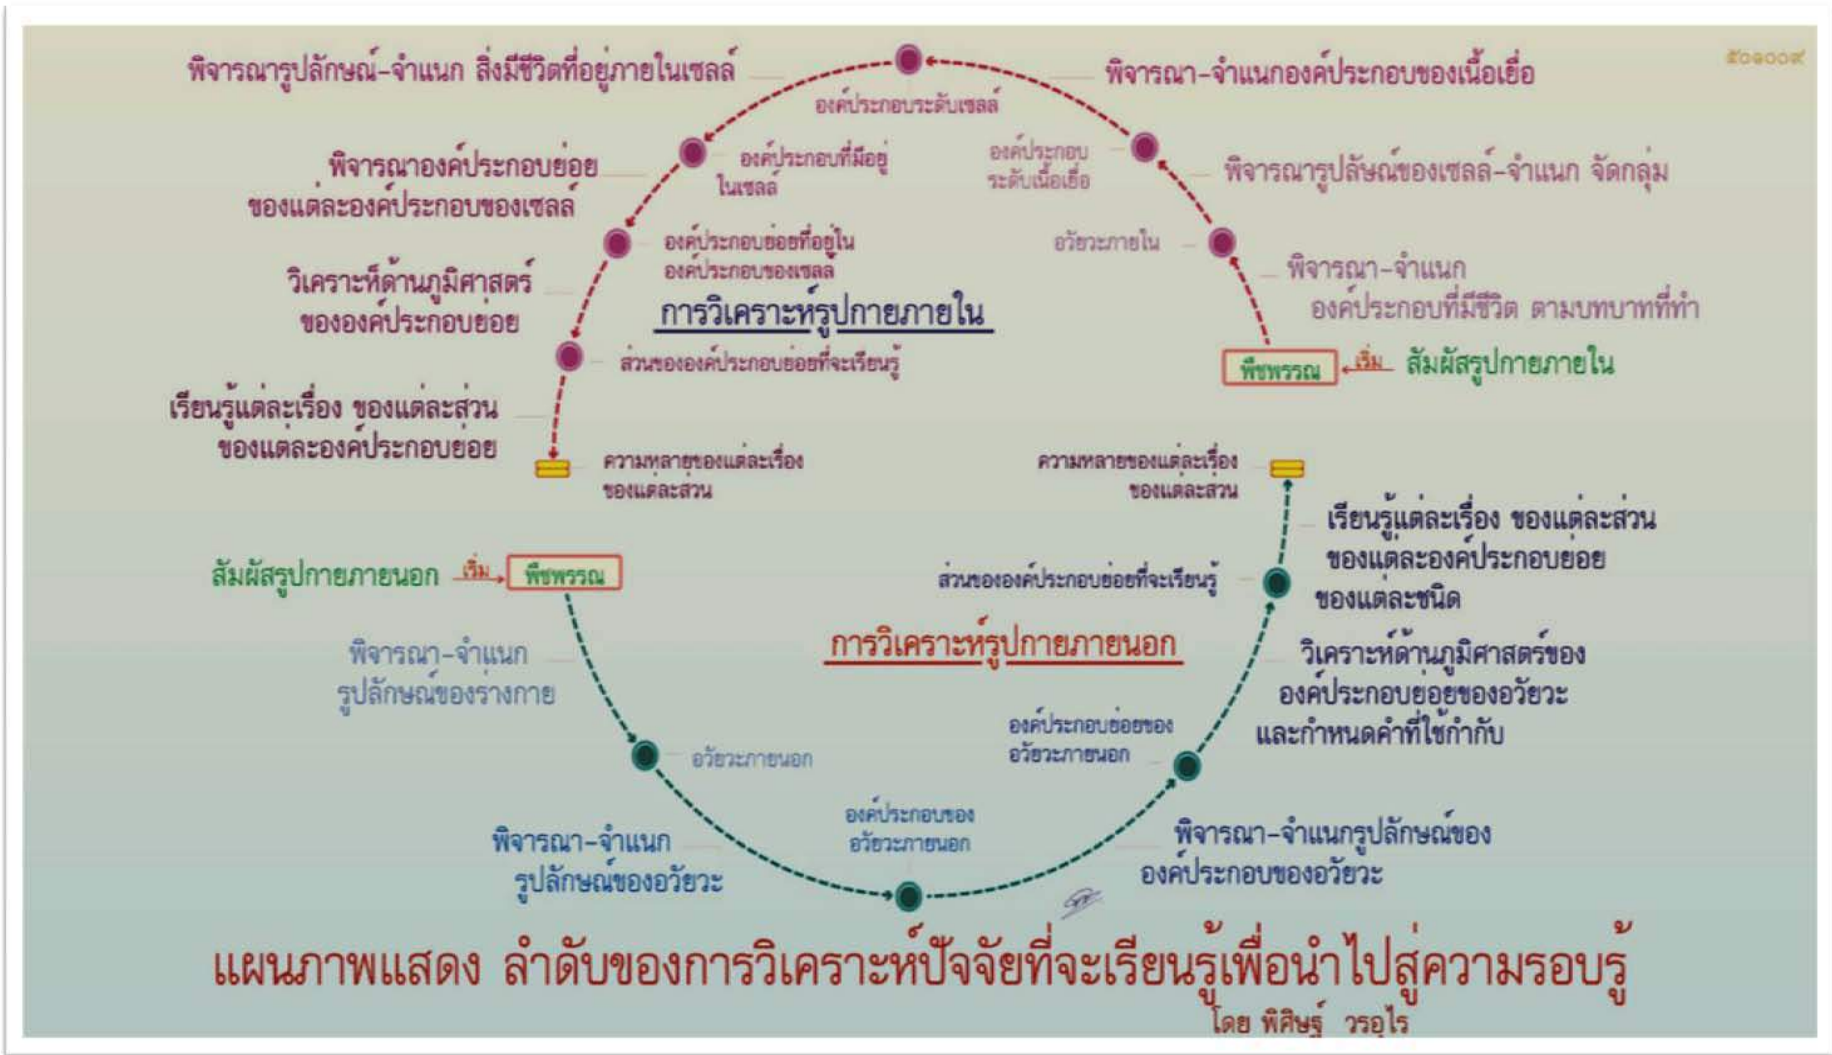 ๕๐๑๐๐๙
พิจารณารูปลักษณ์-จำแนก สิ่งมีชีวิตที่อยู่ภายในเซลล์
พิจารณา-จำแนกองค์ประกอบของเนื้อเยื่อ
องค์ประกอบระดับเซลล์
พิจารณาองค์ประกอบย่อย
ของแต่ละองค์ประกอบของเซลล์
องค์ประกอบที่มีอยู่
ในเซลล์
องค์ประกอบ
ระดับเนื้อเยื่อ
พิจารณารูปลัษณ์ของเซลล์-จำแนก จัดกลุ่ม
วิเคราะห์ด้านภูมิศาสตร์
ขององค์ประกอบย่อย
องค์ประกอบย่อยที่อยู่ใน
องค์ประกอบของเซลล์
อวัยวะภายใน
พิจารณา-จำแนก
องค์ประกอบที่มีชีวิต ตามบทบาทที่ทำ
การวิเคราะห์รูปกายภายใน
ส่วนขององค์ประกอบย่อยที่จะเรียนรู้
พืชพรรณ
เริ่ม
สัมผัสรูปกายภายใน
เรียนรู้แต่ละเรื่อง ของแต่ละส่วน
ของแต่ละองค์ประกอบย่อย
ความหลายของแต่ละเรื่อง
ของแต่ละส่วน
ความหลายของแต่ละเรื่อง
ของแต่ละส่วน
เรียนรู้แต่ละเรื่อง ของแต่ละส่วน
ของแต่ละองค์ประกอบย่อย
ของแต่ละชนิด
สัมผัสรูปกายภายนอก
เริ่ม
พืชพรรณ
ส่วนขององค์ประกอบย่อยที่จะเรียนรู้
การวิเคราะห์รูปกายภายนอก
พิจารณา-จำแนก
รูปลักษณ์ของร่างกาย
วิเคราะห์ด้านภูมิศาสตร์ของ
องค์ประกอบย่อยของอวัยวะ
และกำหนดคำที่ใช้กำกับ
อวัยวะภายนอก
องค์ประกอบย่อยของ
อวัยวะภายนอก
พิจารณา-จำแนก
รูปลักษณ์ของอวัยวะ
องค์ประกอบของ
อวัยวะภายนอก
พิจารณา-จำแนกรูปลักษณ์ของ
องค์ประกอบของอวัยวะ
แผนภาพแสดง ลำดับของการวิเคราะห์ปัจจัยที่จะเรียนรู้เพื่อนำไปสู่ความรอบรู้
โดย พิศิษฐ์ วรอุไร